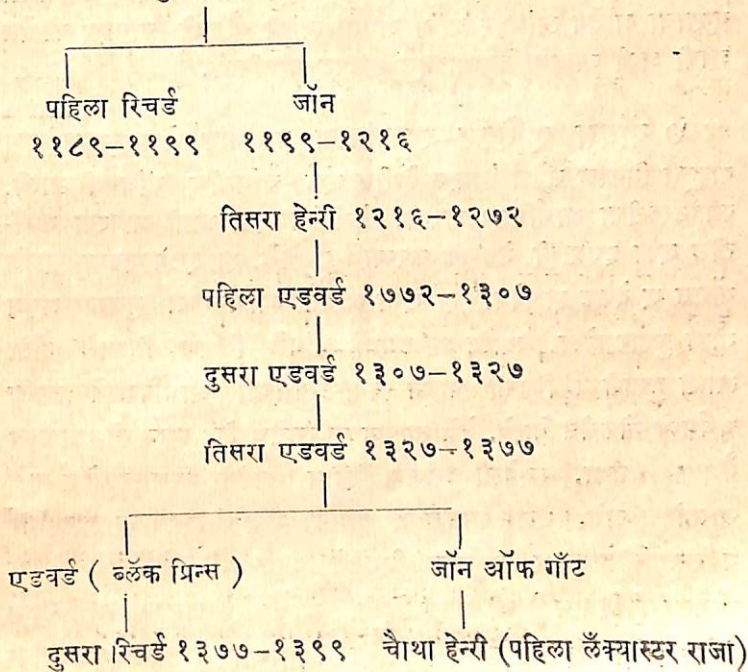 पहिला रिचर्ड जॉन
११८९–११९९ ११९९–१२१६
तिसरा हेन्री १२१६–१२७२
पहिला एडवर्ड १७७२–१३०७
दुसरा एडवर्ड १३०७–१३२७
तिसरा एडवर्ड १३२७–१३७७
एडवर्ड ( ब्लॅक प्रिन्स ) जॉन ऑफ गाँट
दुसरा रिचर्ड १३७७–१३९९ चौथा हेन्री (पहिला लँक्यास्टर राजा)